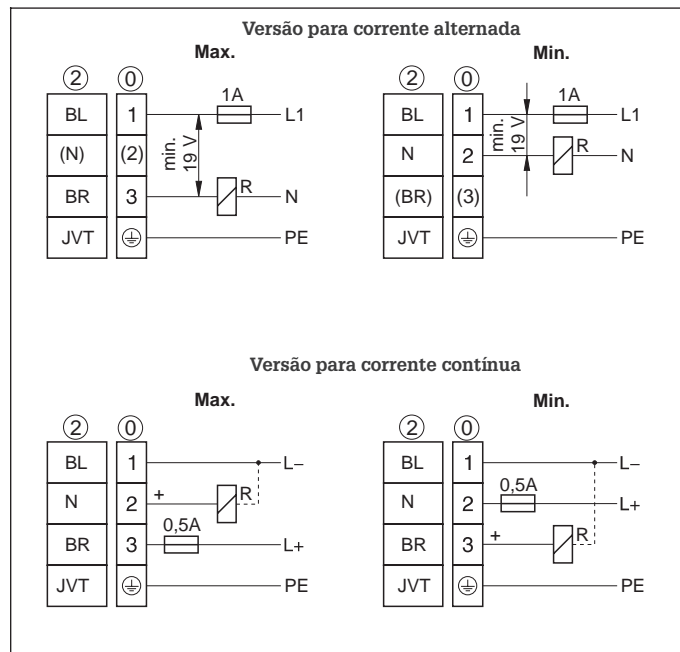 Versão para corrente alternada
Max.
Min.
2 0
BL 1 1A L1
(N) (2) min. 19 V
BR 3 R N
JVT PE
2 0
BL 1 1A L1
N 2 min. 19 V R N
(BR) (3)
JVT PE
Versão para corrente contínua
Max.
Min.
2 0
BL 1 L–
N 2 + R
BR 3 0,5A L+
JVT PE
2 0
BL 1 L–
N 2 0,5A L+
BR 3 + R
JVT PE